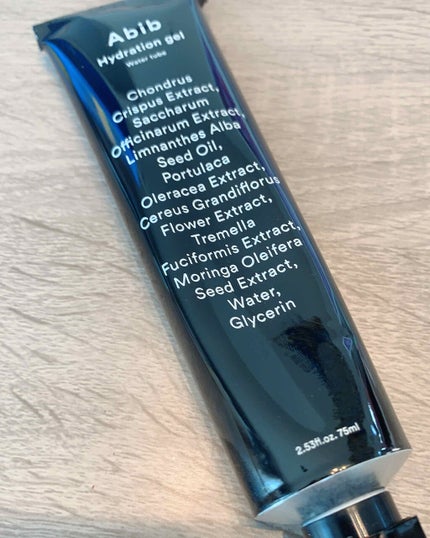 Abib
Hydration gel
Water tube
Chondrus
Crispus Extract,
Saccharum
Officinarum Extract,
Limnanthes Alba
Seed Oil,
Portulaca
Oleracea Extract,
Cereus Grandiflorus
Flower Extract,
Tremella
Fuciformis Extract,
Moringa Oleifera
Seed Extract,
Water,
Glycerin
2.53fl.oz. 75ml